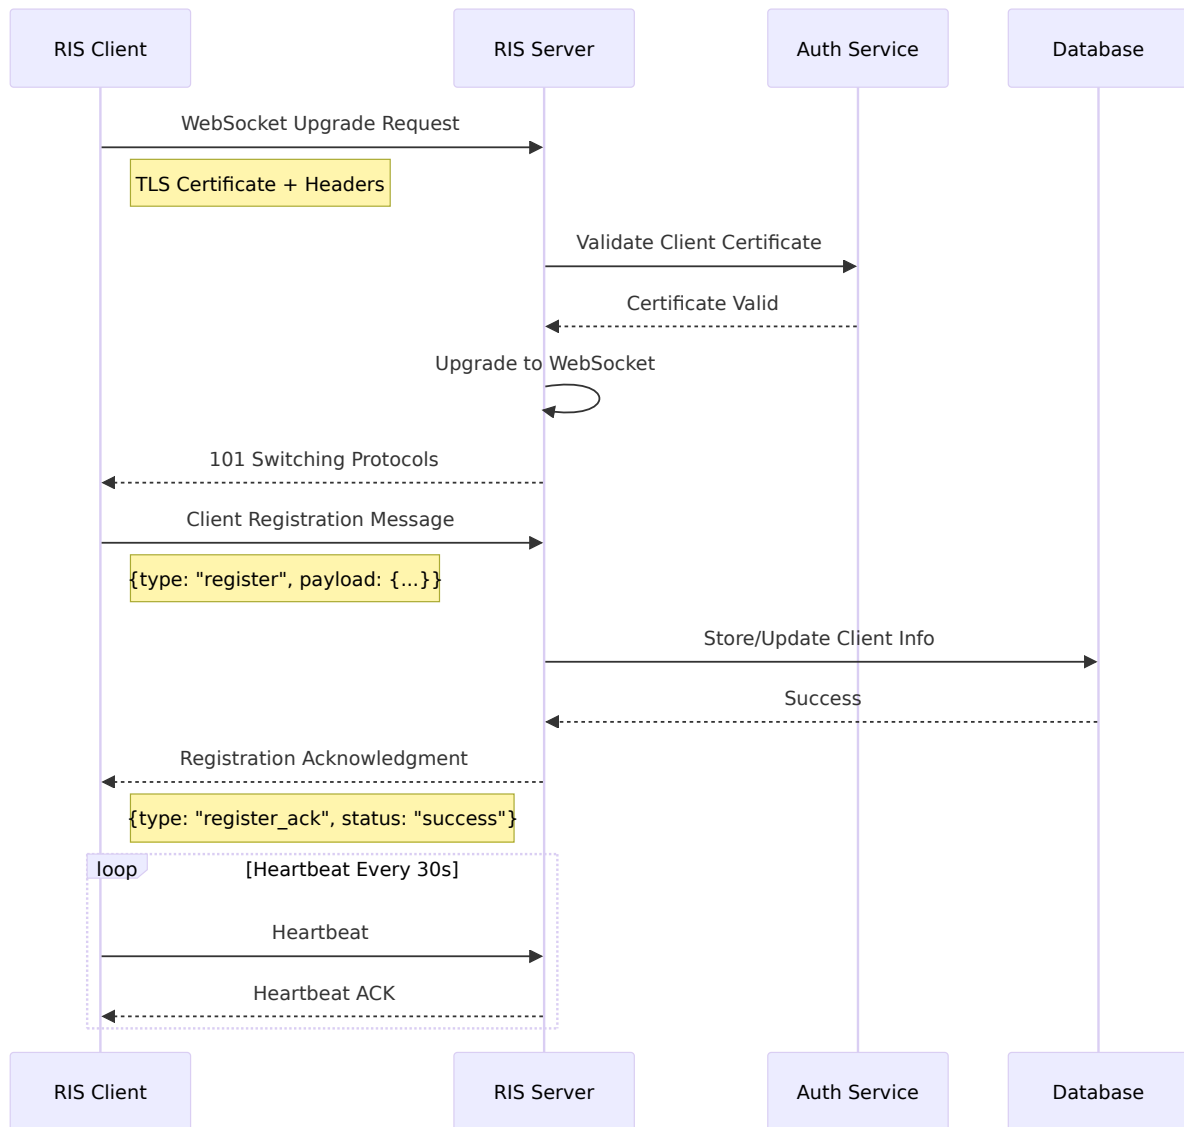 RIS Client
RIS Server
Auth Service
Database
WebSocket Upgrade Request
TLS Certificate + Headers
Validate Client Certificate
Certificate Valid
Upgrade to WebSocket
101 Switching Protocols
Client Registration Message
{type: "register", payload: {...}}
Store/Update Client Info
Success
Registration Acknowledgment
{type: "register_ack", status: "success"}
loop
[Heartbeat Every 30s]
Heartbeat
Heartbeat ACK
RIS Client
RIS Server
Auth Service
Database